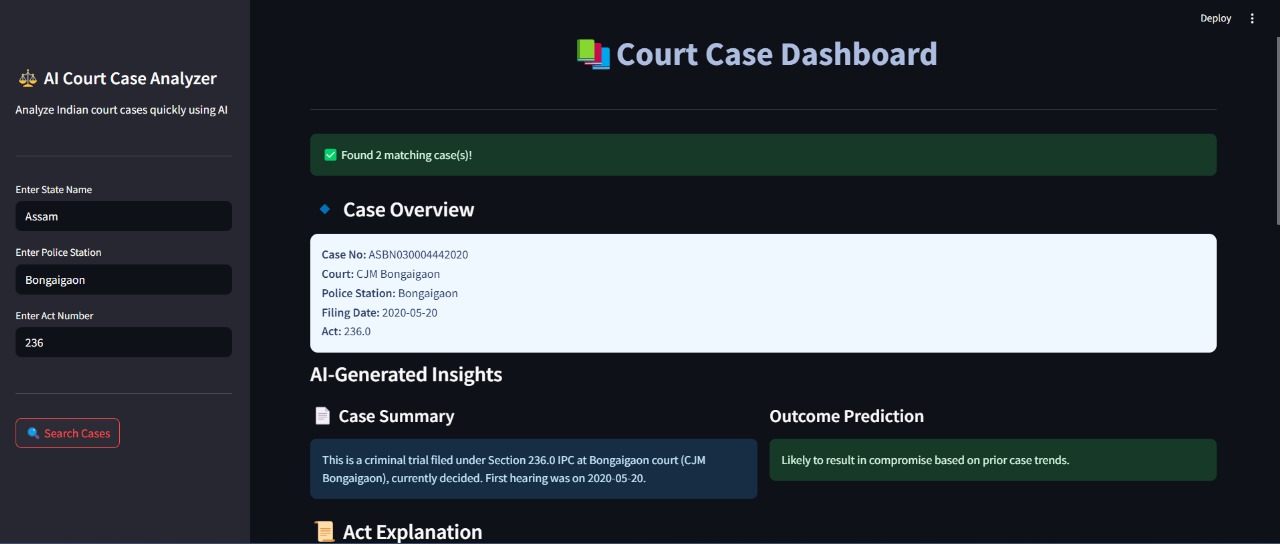 Deploy
AI Court Case Analyzer
Analyze Indian court cases quickly using AI
Enter State Name
Assam
Enter Police Station
Bongaigaon
Enter Act Number
236
Search Cases
Court Case Dashboard
Found 2 matching case(s)!
Case Overview
Case No: ASBN030004442020
Court: CJM Bongaigaon
Police Station: Bongaigaon
Filing Date: 2020-05-20
Act: 236.0
AI-Generated Insights
Case Summary
This is a criminal trial filed under Section 236.0 IPC at Bongaigaon court (CJM
Bongaigaon), currently decided. First hearing was on 2020-05-20.
Outcome Prediction
Likely to result in compromise based on prior case trends.
Act Explanation